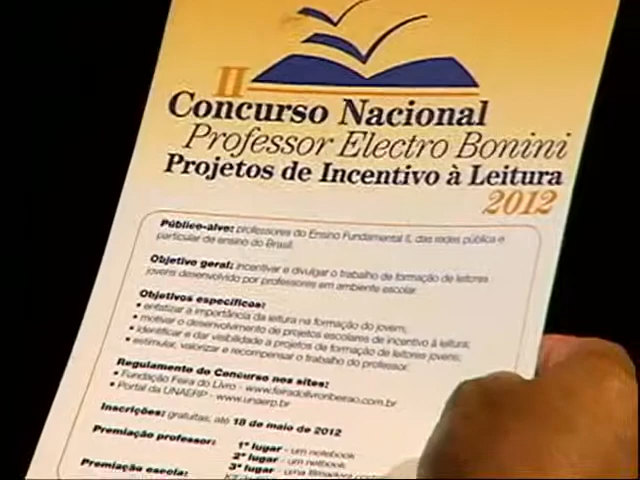 II
Concurso Nacional
Professor Electro Bonini
Projetos de Incentivo à Leitura
2012
Público-alvo: professores do Ensino Fundamental II, das redes pública e
particular de ensino do Brasil.
Objetivo geral: incentivar e divulgar o trabalho de formação de leitores
jovens desenvolvido por professores em ambiente escolar.
Objetivos específicos:
• enfatizar a importância da leitura na formação do jovem;
• motivar o desenvolvimento de projetos escolares de incentivo à leitura;
• identificar e dar visibilidade a projetos de formação de leitores jovens;
• estimular, valorizar e recompensar o trabalho do professor.
Regulamento do Concurso nos sites:
• Fundação Feira do Livro - www.feiradolivroribeirao.com.br
• Portal da UNAERP - www.unaerp.br
Inscrições: gratuitas, até 18 de maio de 2012
Premiação professor: 1º lugar - um notebook
2º lugar - um netbook
3º lugar - uma filmadora
Premiação escola: